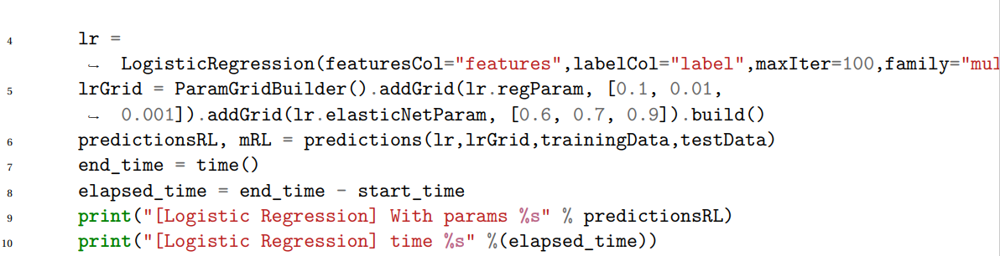 4 lr =
↪ LogisticRegression(featuresCol="features",labelCol="label",maxIter=100,family="mul
5 lrGrid = ParamGridBuilder().addGrid(lr.regParam, [0.1, 0.01,
↪ 0.001]).addGrid(lr.elasticNetParam, [0.6, 0.7, 0.9]).build()
6 predictionsRL, mRL = predictions(lr,lrGrid,trainingData,testData)
7 end_time = time()
8 elapsed_time = end_time - start_time
9 print("[Logistic Regression] With params %s" % predictionsRL)
10 print("[Logistic Regression] time %s" %(elapsed_time))